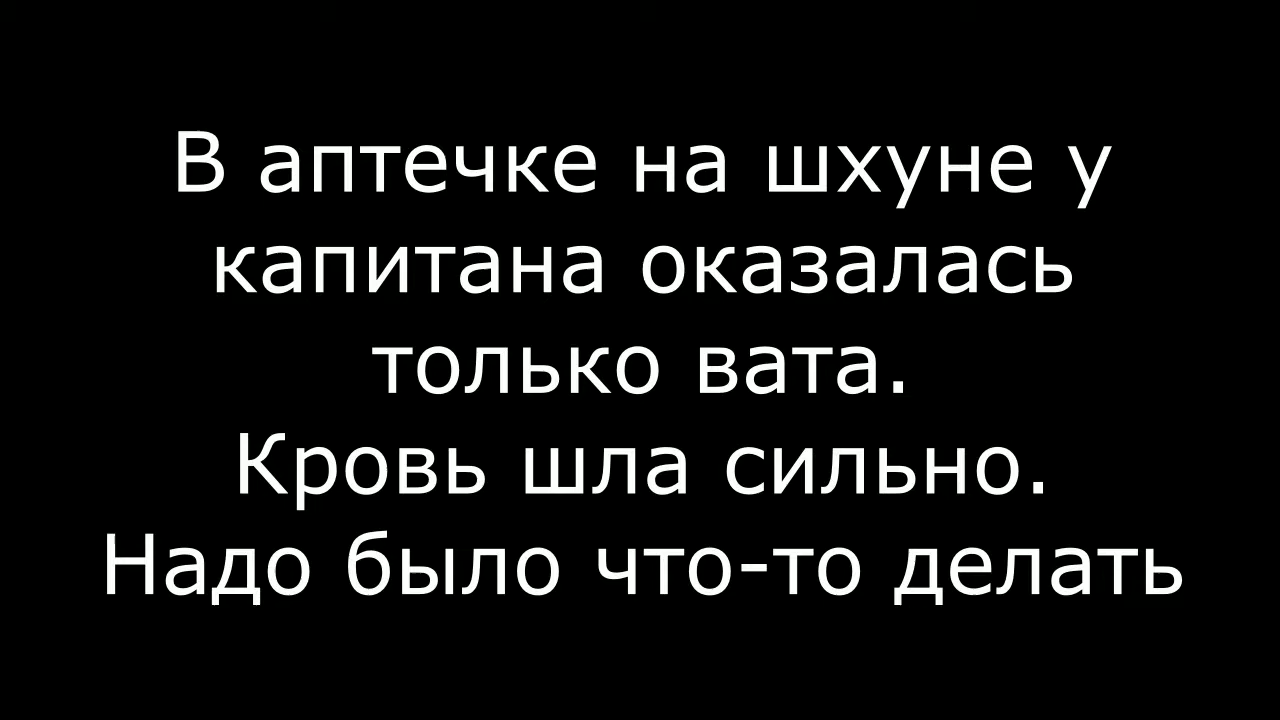 В аптечке на шхуне у
капитана оказалась
только вата.
Кровь шла сильно.
Надо было что-то делать